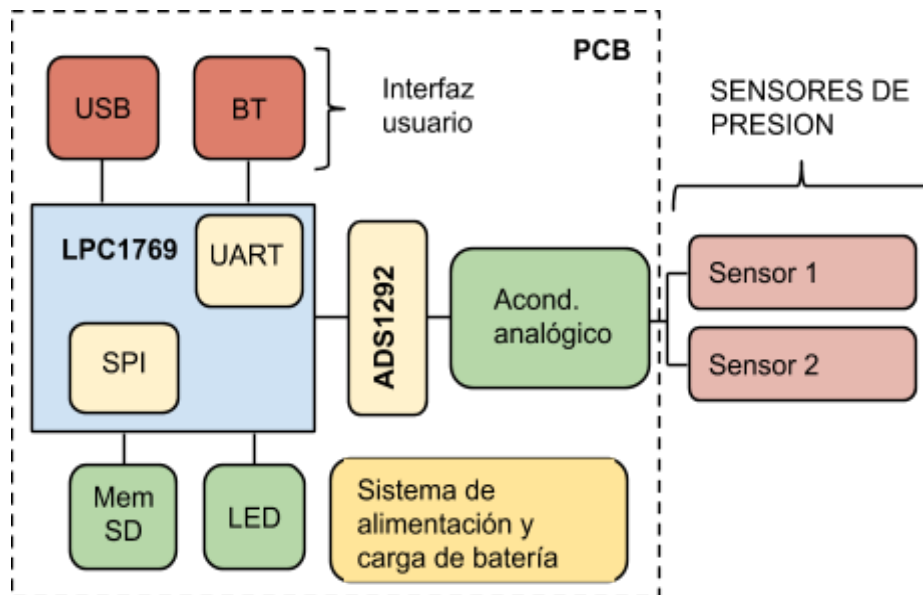 PCB
USB
BT
Interfaz
usuario
SENSORES DE
PRESION
LPC1769
UART
SPI
ADS1292
Acond.
analógico
Sensor 1
Sensor 2
Mem
SD
LED
Sistema de
alimentación y
carga de batería